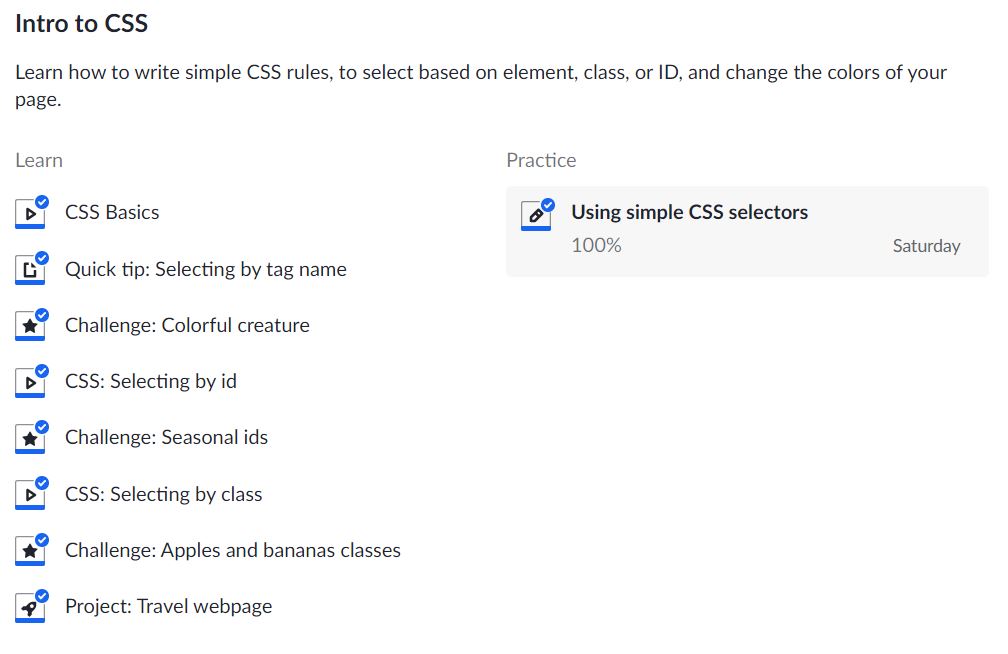 Intro to CSS
Learn how to write simple CSS rules, to select based on element, class, or ID, and change the colors of your
page.
Learn
CSS Basics
Quick tip: Selecting by tag name
Challenge: Colorful creature
CSS: Selecting by id
Challenge: Seasonal ids
CSS: Selecting by class
Challenge: Apples and bananas classes
Project: Travel webpage
Practice
Using simple CSS selectors
100%
Saturday